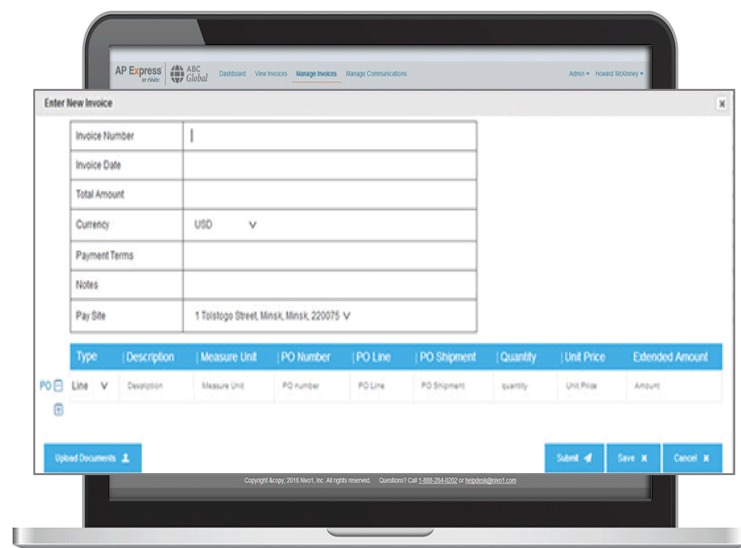 AP Express
BY NIVO1
ABC
Global
Dashboard View Invoices Manage Invoices Manage Communications
Admin Howard McKinney
Enter New Invoice
Invoice Number
Invoice Date
Total Amount
Currency USD
Payment Terms
Notes
Pay Site 1 Tolstogo Street, Minsk, Minsk, 220075
Type | Description | Measure Unit | PO Number | PO Line | PO Shipment | Quantity | Unit Price Extended Amount
PO Line Description Measure Unit PO number PO Line PO Shipment quantity Unit Price Amount
Upload Documents Submit Save Cancel
Copyright &copy; 2018 Nivo1, Inc. All rights reserved. Questions? Call 1-888-284-0202 or helpdesk@nivo1.com